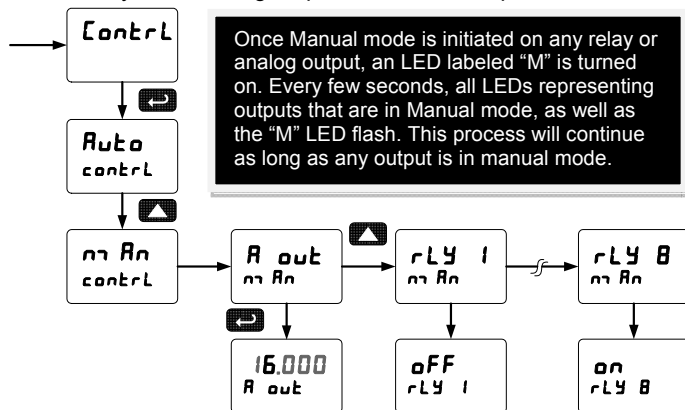 ContrL
Once Manual mode is initiated on any relay or
analog output, an LED labeled “M” is turned
on. Every few seconds, all LEDs representing
outputs that are in Manual mode, as well as
the “M” LED flash. This process will continue
as long as any output is in manual mode.
Auto
contrL
mAn
contrL
A out
mAn
rLY 1
mAn
rLY 8
mAn
16.000
A out
oFF
rLY 1
on
rLY 8